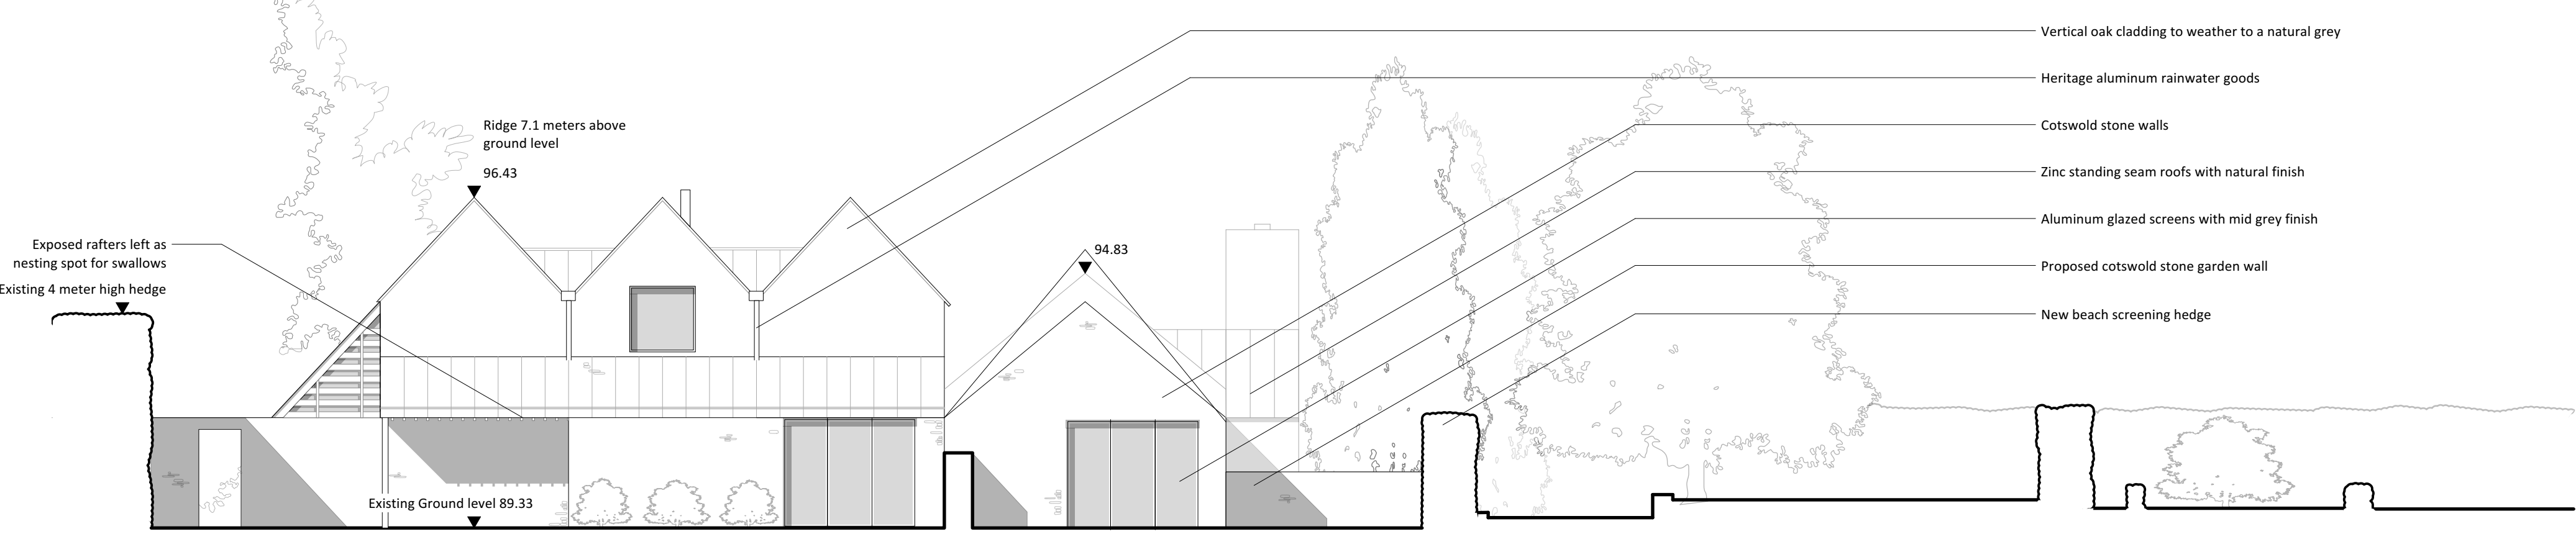 Vertical oak cladding to weather to a natural grey
Heritage aluminum rainwater goods
Cotswold stone walls
Zinc standing seam roofs with natural finish
Aluminum glazed screens with mid grey finish
Proposed cotswold stone garden wall
New beach screening hedge
Ridge 7.1 meters above
ground level
96.43
94.83
Exposed rafters left as
nesting spot for swallows
Existing 4 meter high hedge
Existing Ground level 89.33